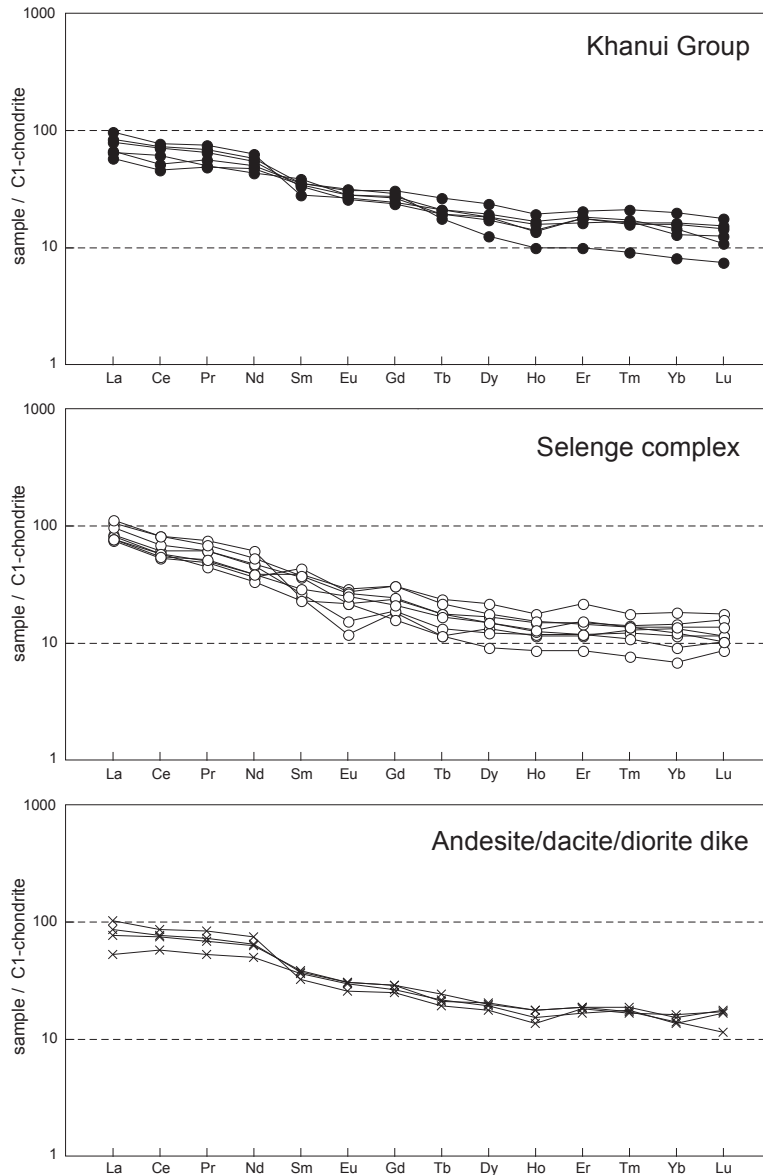 1000
Khanui Group
100
sample / C1-chondrite
10
1
La Ce Pr Nd Sm Eu Gd Tb Dy Ho Er Tm Yb Lu
1000
Selenge complex
100
sample / C1-chondrite
10
1
La Ce Pr Nd Sm Eu Gd Tb Dy Ho Er Tm Yb Lu
1000
Andesite/dacite/diorite dike
100
sample / C1-chondrite
10
1
La Ce Pr Nd Sm Eu Gd Tb Dy Ho Er Tm Yb Lu